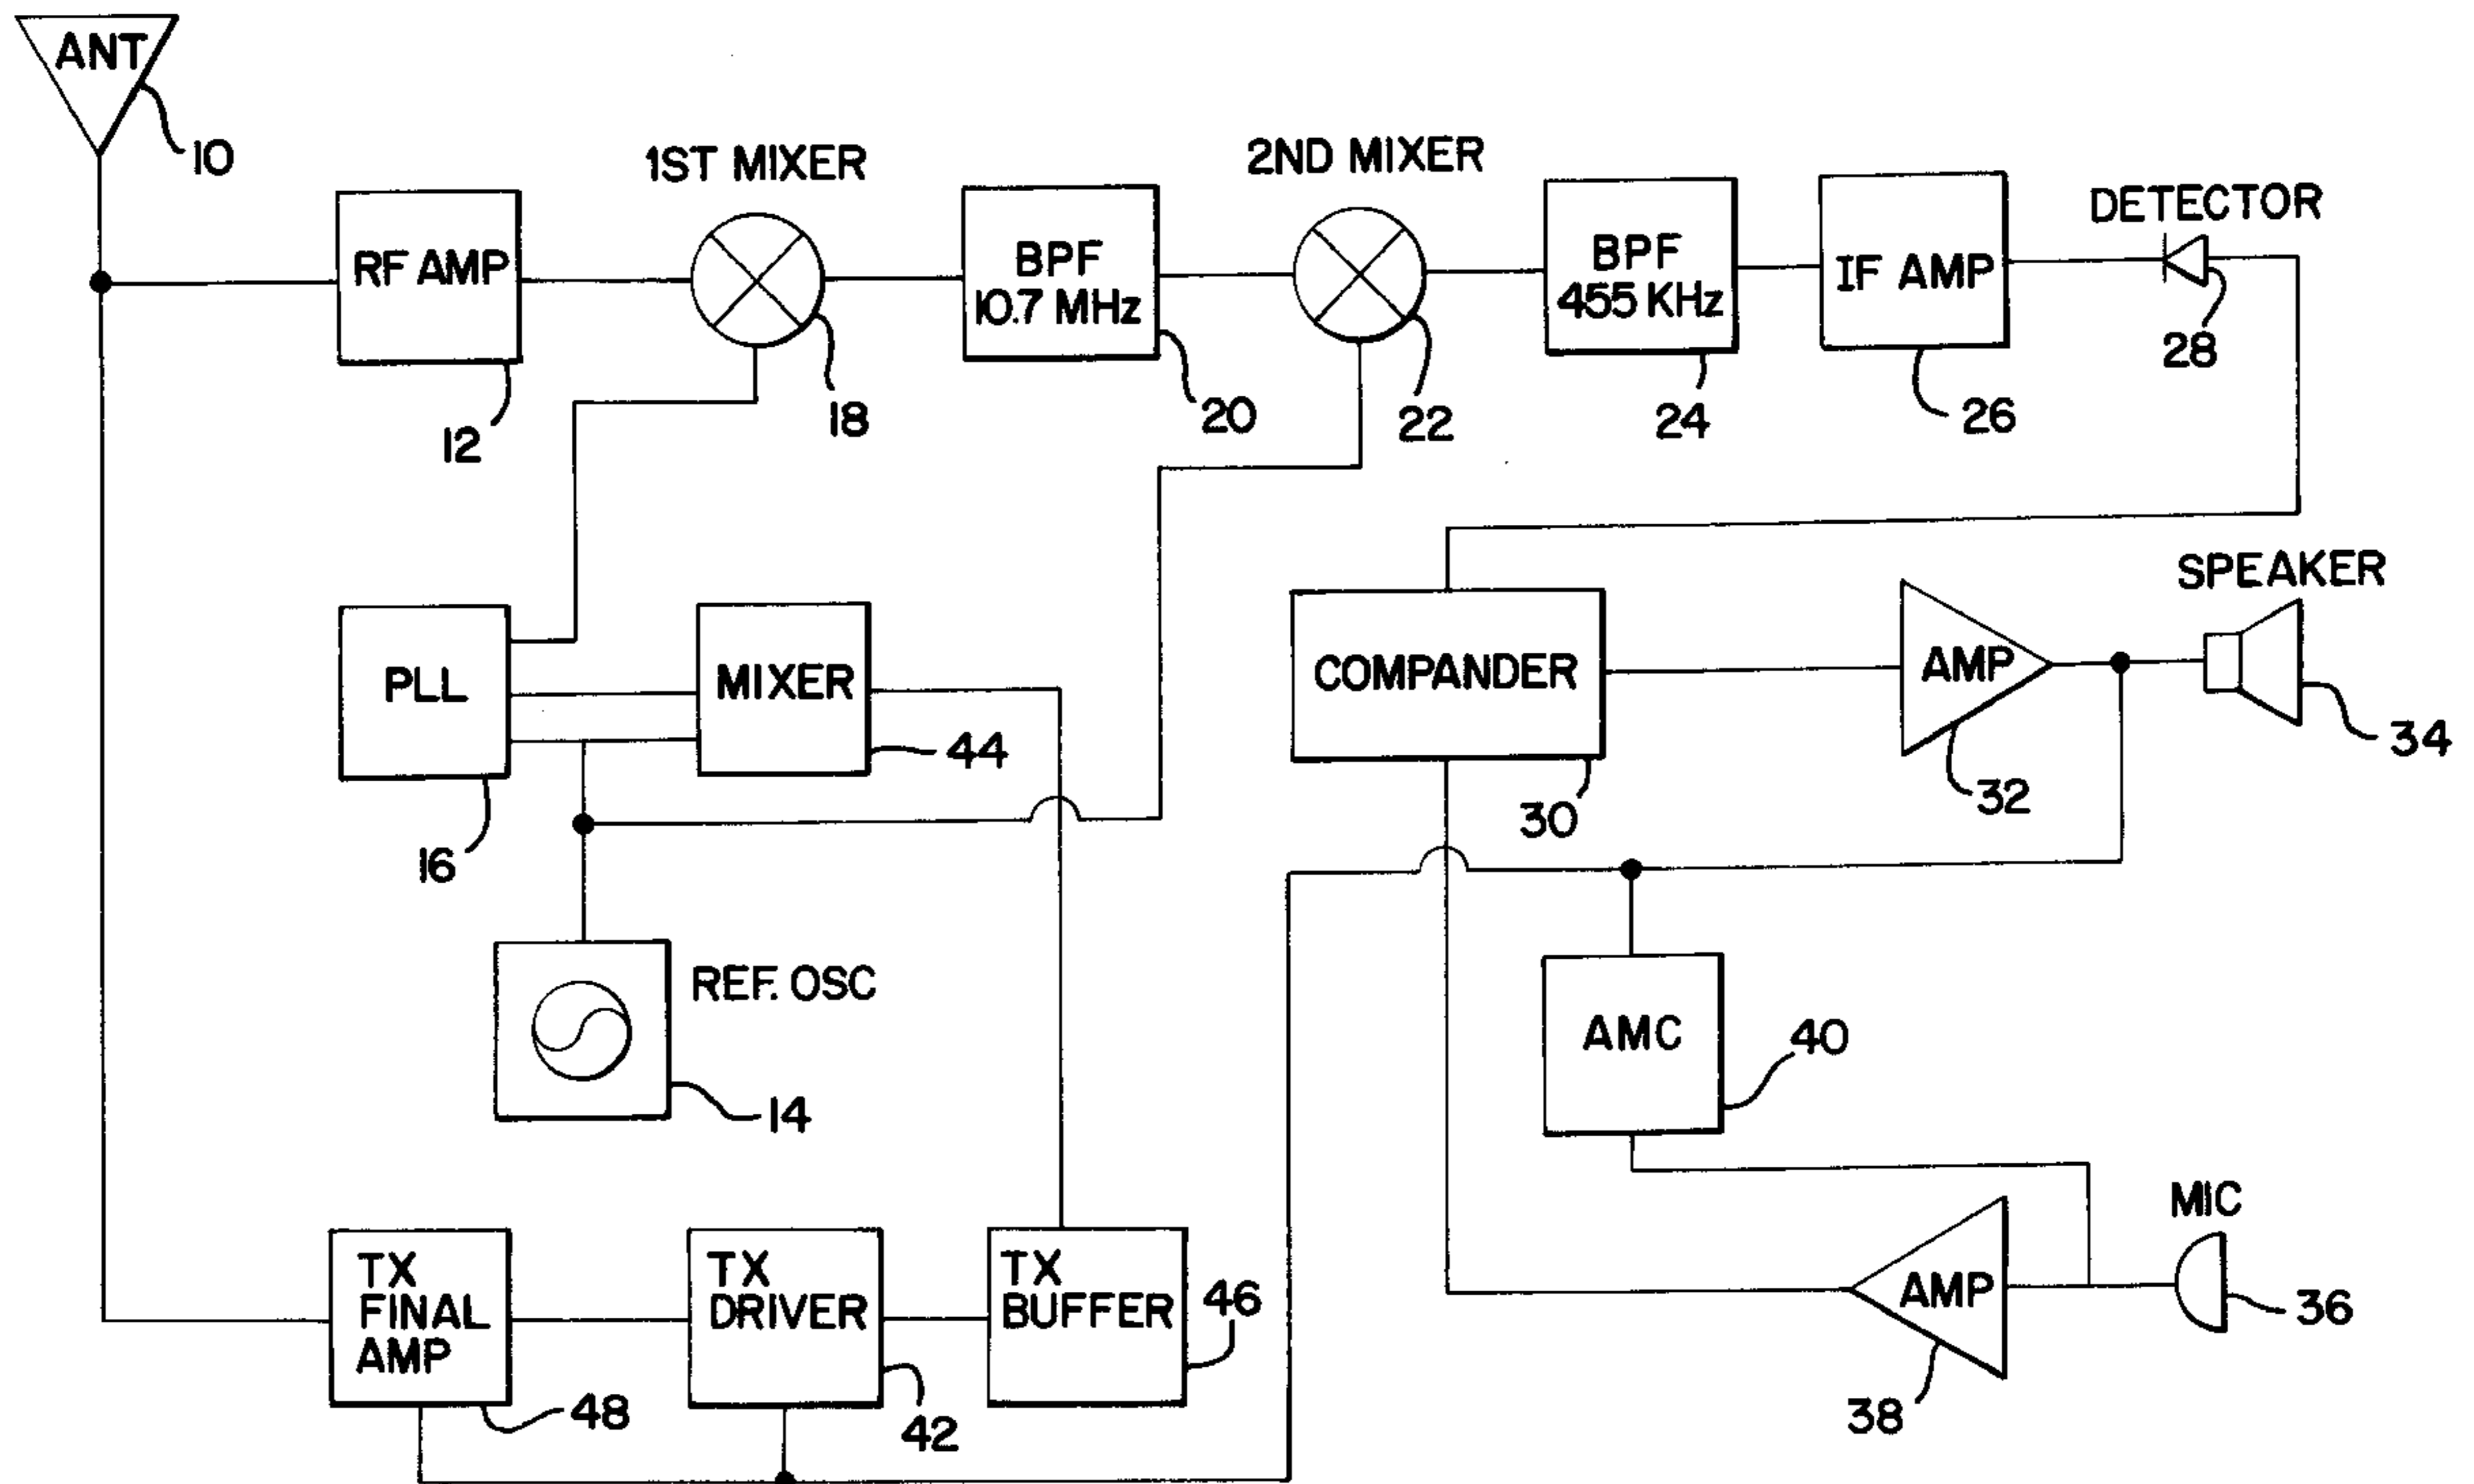 ANT
10
1ST MIXER
2ND MIXER
DETECTOR
RF AMP
BPF
10.7 MHz
BPF
455 KHz
IF AMP
12
18
20
22
24
26
28
SPEAKER
PLL
MIXER
COMPANDER
AMP
16
44
30
32
34
REF. OSC
14
AMC
40
MIC
TX
FINAL
AMP
TX
DRIVER
TX
BUFFER
46
AMP
36
48
42
38